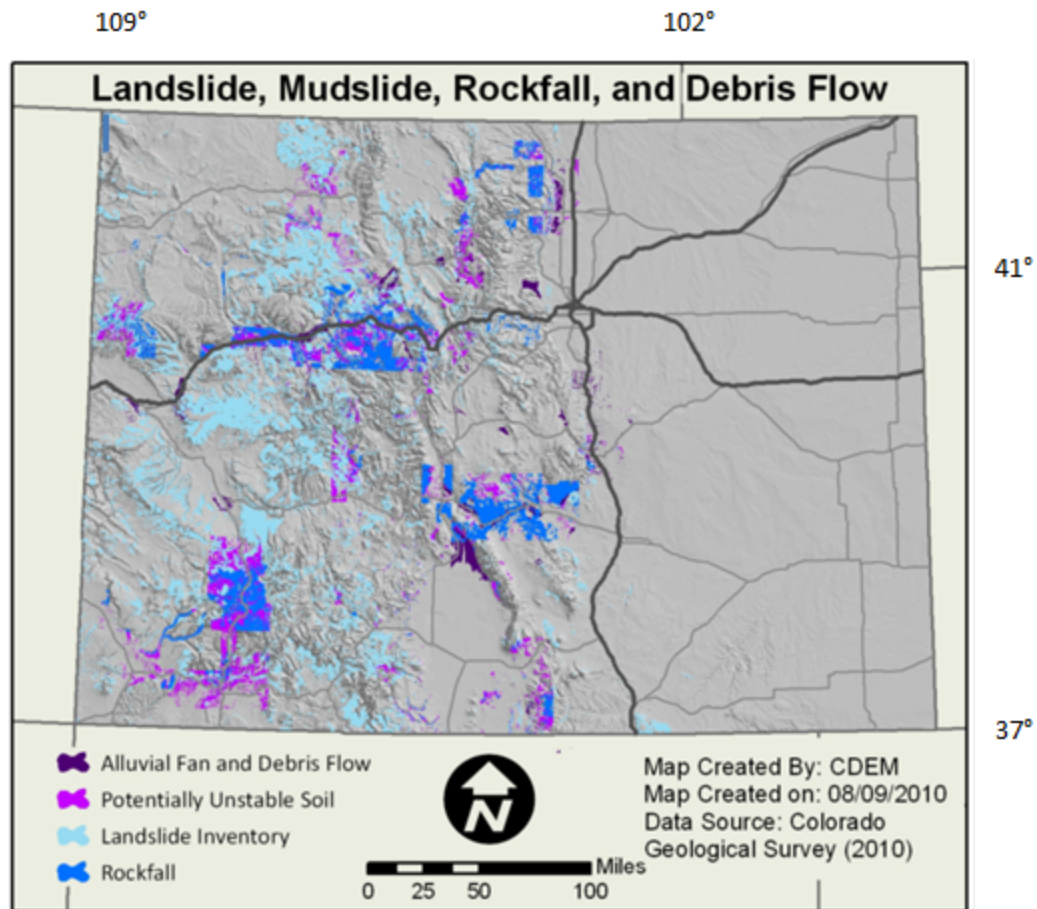 109° 102°
Landslide, Mudslide, Rockfall, and Debris Flow
41°
37°
Alluvial Fan and Debris Flow
Potentially Unstable Soil
Landslide Inventory
Rockfall
N
Miles
0 25 50 100
Map Created By: CDEM
Map Created on: 08/09/2010
Data Source: Colorado
Geological Survey (2010)